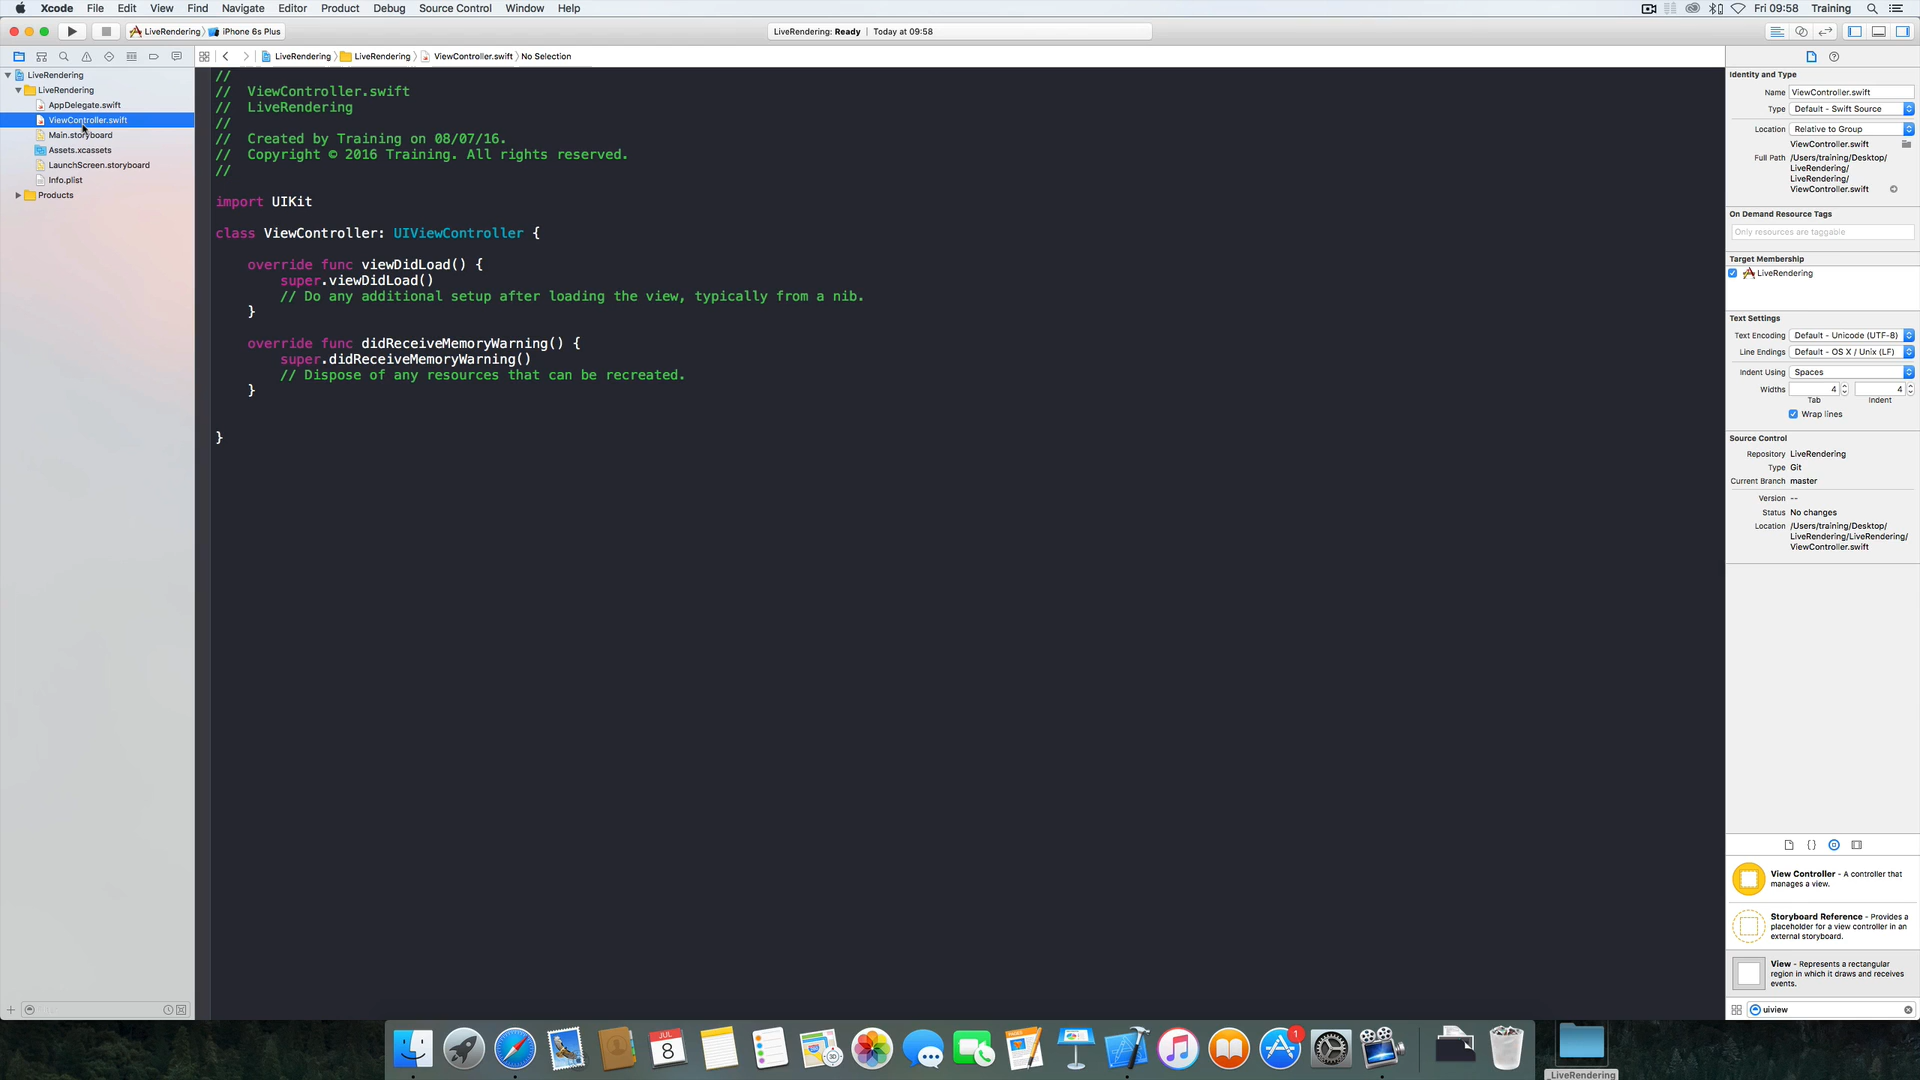 Xcode File Edit View Find Navigate Editor Product Debug Source Control Window Help
Fri 09:58 Training
LiveRendering iPhone 6s Plus
LiveRendering: Ready | Today at 09:58
LiveRendering LiveRendering ViewController.swift No Selection
LiveRendering
LiveRendering
AppDelegate.swift
ViewController.swift
Main.storyboard
Assets.xcassets
LaunchScreen.storyboard
Info.plist
Products
//
// ViewController.swift
// LiveRendering
//
// Created by Training on 08/07/16.
// Copyright © 2016 Training. All rights reserved.
//
import UIKit
class ViewController: UIViewController {
override func viewDidLoad() {
super.viewDidLoad()
// Do any additional setup after loading the view, typically from a nib.
}
override func didReceiveMemoryWarning() {
super.didReceiveMemoryWarning()
// Dispose of any resources that can be recreated.
}
}
Identity and Type
Name ViewController.swift
Type Default - Swift Source
Location Relative to Group
ViewController.swift
Full Path /Users/training/Desktop/
LiveRendering/
LiveRendering/
ViewController.swift
On Demand Resource Tags
Only resources are taggable
Target Membership
LiveRendering
Text Settings
Text Encoding Default - Unicode (UTF-8)
Line Endings Default - OS X / Unix (LF)
Indent Using Spaces
Widths 4 4
Tab Indent
Wrap lines
Source Control
Repository LiveRendering
Type Git
Current Branch master
Version --
Status No changes
Location /Users/training/Desktop/
LiveRendering/LiveRendering/
ViewController.swift
View Controller - A controller that
manages a view.
Storyboard Reference - Provides a
placeholder for a view controller in an
external storyboard.
View - Represents a rectangular
region in which it draws and receives
events.
uiview
JUL
8
3D
1
_LiveRendering